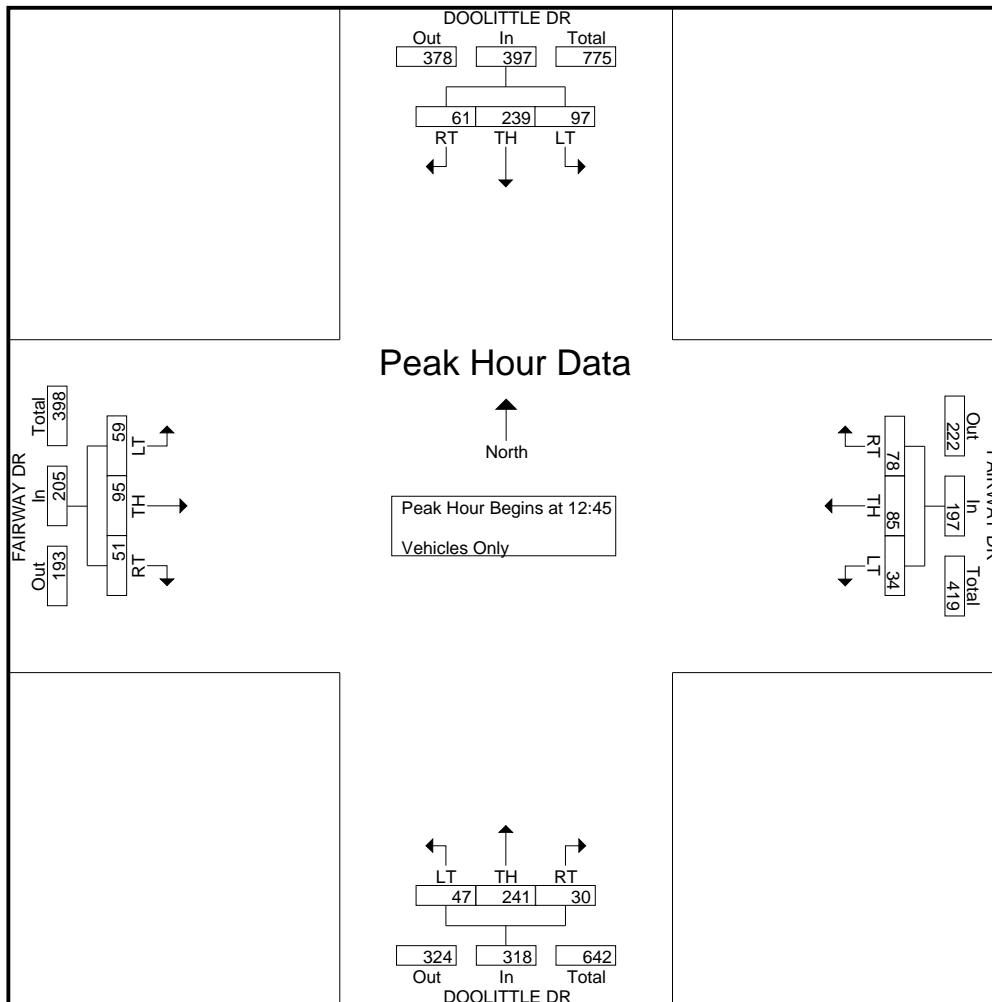 DOOLITTLE DR
Out In Total
378 397 775
61 239 97
RT TH LT
Peak Hour Data
North
Peak Hour Begins at 12:45
Vehicles Only
FAIRWAY DR
Total In Out
398 205 193
59 95 51
LT TH RT
FAIRWAY DR
Out In Total
222 197 419
78 85 34
RT TH LT
LT TH RT
47 241 30
324 318 642
Out In Total
DOOLITTLE DR